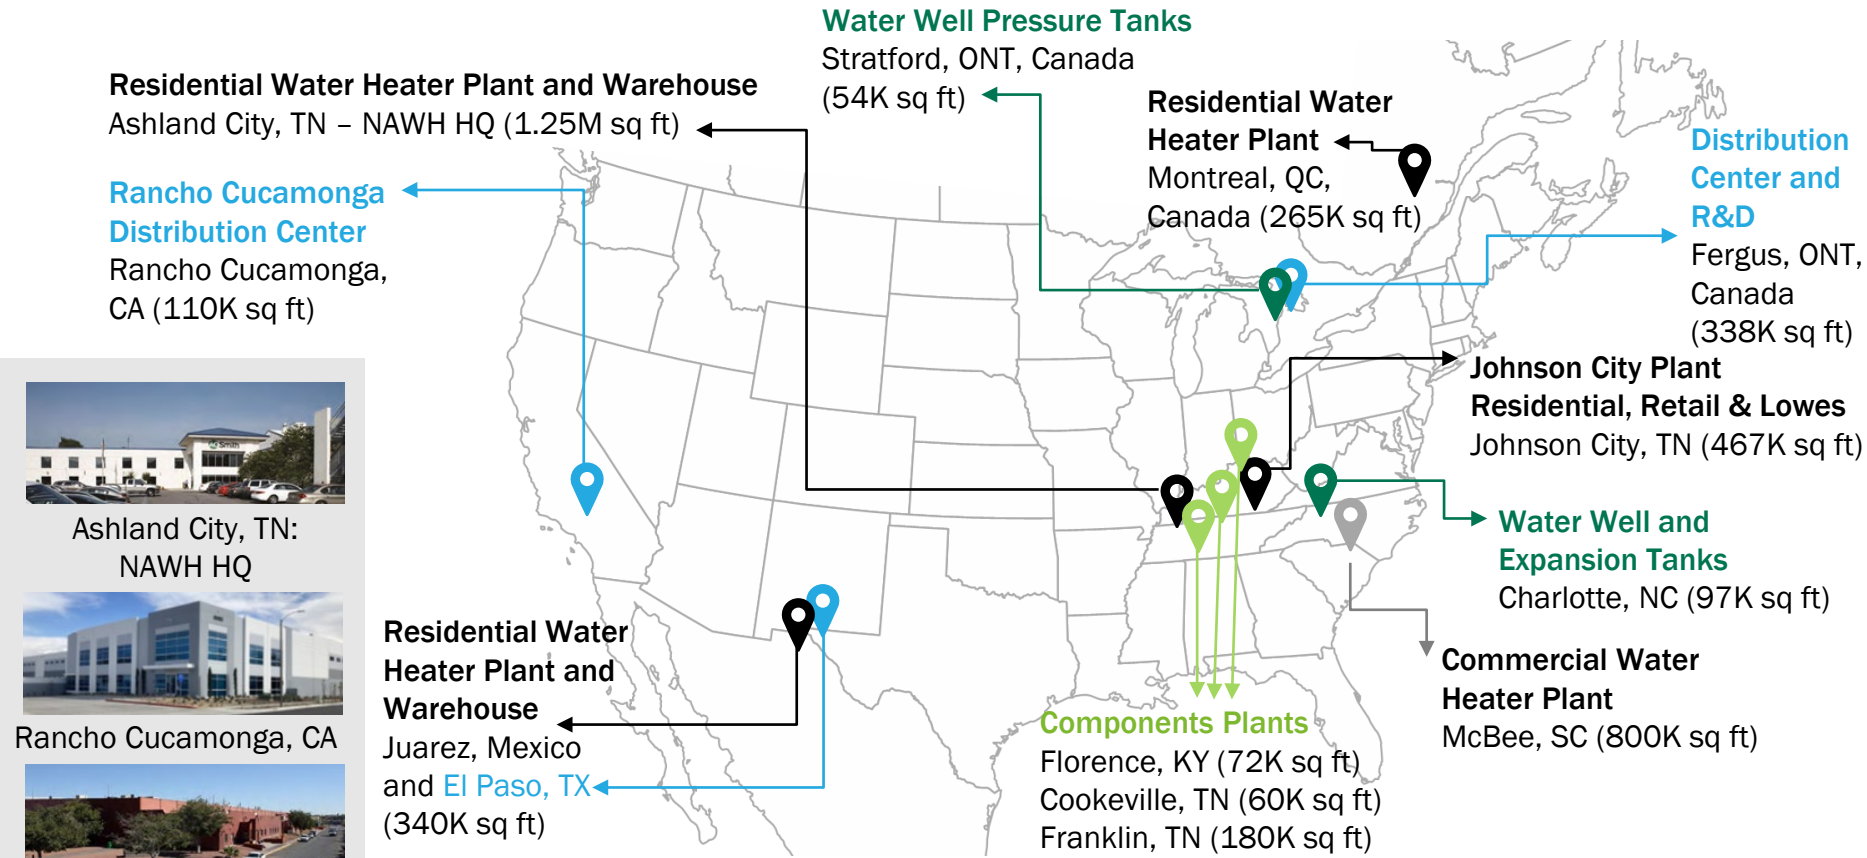 Water Well Pressure Tanks
Stratford, ONT, Canada
(54K sq ft)
Residential Water Heater Plant and Warehouse
Ashland City, TN – NAWH HQ (1.25M sq ft)
Residential Water
Heater Plant
Montreal, QC,
Canada (265K sq ft)
Distribution
Center and
R&D
Fergus, ONT,
Canada
(338K sq ft)
Rancho Cucamonga
Distribution Center
Rancho Cucamonga,
CA (110K sq ft)
Johnson City Plant
Residential, Retail & Lowes
Johnson City, TN (467K sq ft)
Smith
Ashland City, TN:
NAWH HQ
Water Well and
Expansion Tanks
Charlotte, NC (97K sq ft)
Residential Water
Heater Plant and
Warehouse
Juarez, Mexico
and El Paso, TX
(340K sq ft)
Commercial Water
Heater Plant
McBee, SC (800K sq ft)
Components Plants
Florence, KY (72K sq ft)
Cookeville, TN (60K sq ft)
Franklin, TN (180K sq ft)
Rancho Cucamonga, CA